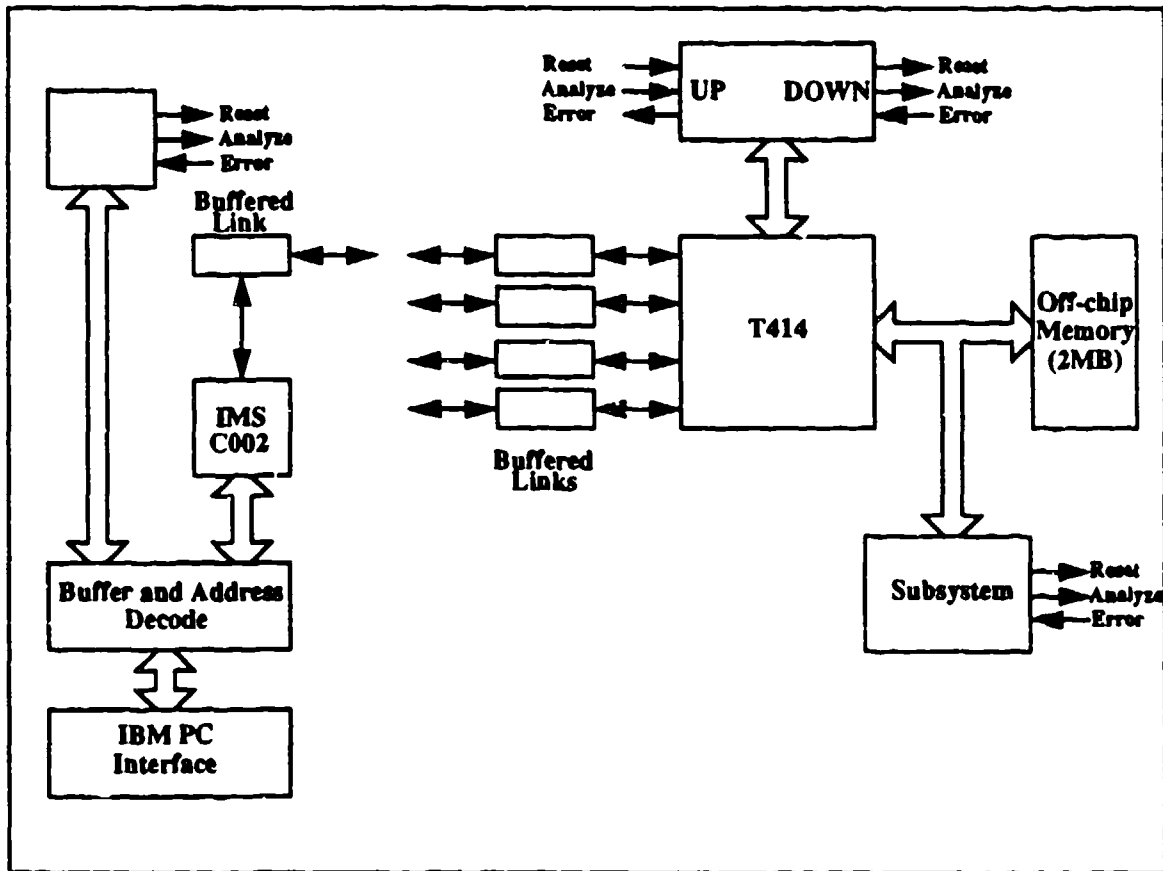 Reset
Analyze
Error
UP
DOWN
Reset
Analyze
Error
Reset
Analyze
Error
Buffered
Link
T414
Off-chip
Memory
(2MB)
IMS
C002
Buffered
Links
Buffer and Address
Decode
Subsystem
Reset
Analyze
Error
IBM PC
Interface